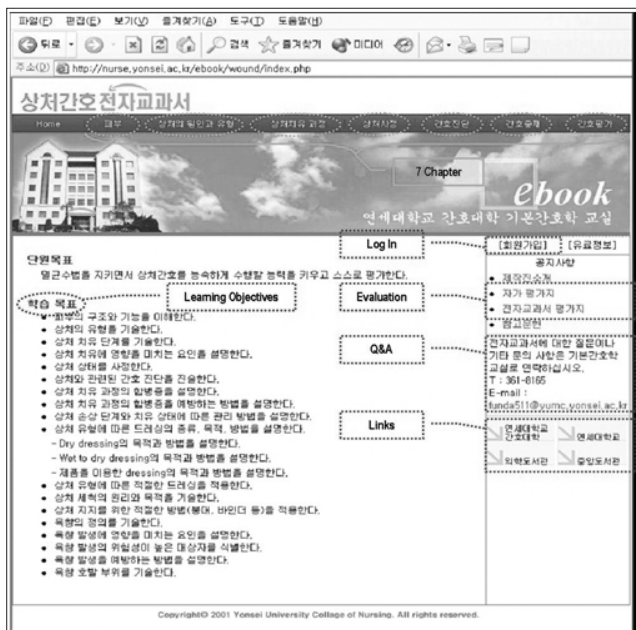 파일(F) 편집(E) 보기(V) 즐겨찾기(A) 도구(T) 도움말(H)
뒤로 검색 즐겨찾기 미디어
주소(D) http://nurse.yonsei.ac.kr/ebook/wound/index.php
상처간호전자교과서
Home 피부 상처의 원인과 유형 상처치유 과정 상처사정 간호진단 간호중재 간호평가
7 Chapter
ebook
연세대학교 간호대학 기본간호학 교실
Log In
[회원가입] [유료정보]
단원목표
멸균수법을 지키면서 상처간호를 능숙하게 수행할 능력을 키우고 스스로 평가한다.
학습 목표
Learning Objectives
• 피부의 구조와 기능을 이해한다.
• 상처의 유형을 기술한다.
• 상처 치유 단계를 기술한다.
• 상처 치유에 영향을 미치는 요인을 설명한다.
• 상처 상태를 사정한다.
• 상처와 관련된 간호 진단을 진술한다.
• 상처 치유 과정의 합병증을 설명한다.
• 상처 치유 과정의 합병증을 예방하는 방법을 설명한다.
• 상처 손상 단계와 치유 상태에 따른 관리 방법을 설명한다.
• 상처 유형에 따른 드레싱의 종류, 목적, 방법을 설명한다.
- Dry dressing의 목적과 방법을 설명한다.
- Wet to dry dressing의 목적과 방법을 설명한다.
- 제품을 이용한 dressing의 목적과 방법을 설명한다.
• 상처 유형에 따른 적절한 드레싱을 적용한다.
• 상처 세척의 원리와 목적을 기술한다.
• 상처 지지를 위한 적절한 방법(붕대, 바인더 등)을 적용한다.
• 욕창의 정의를 기술한다.
• 욕창 발생에 영향을 미치는 요인을 설명한다.
• 욕창 발생의 위험성이 높은 대상자를 식별한다.
• 욕창 발생을 예방하는 방법을 설명한다.
• 욕창 호발 부위를 기술한다.
공지사항
• 제작진소개
Evaluation
• 자가 평가지
• 전자교과서 평가지
• 참고문헌
Q&A
전자교과서에 대한 질문이나
기타 문의 사항은 기본간호학
교실로 연락하십시오.
T : 361-8165
E-mail :
funda511@yumc.yonsei.ac.kr
Links
연세대학교 간호대학 연세대학교
의학도서관 중앙도서관
Copyright© 2001 Yonsei University College of Nursing. All rights reserved.